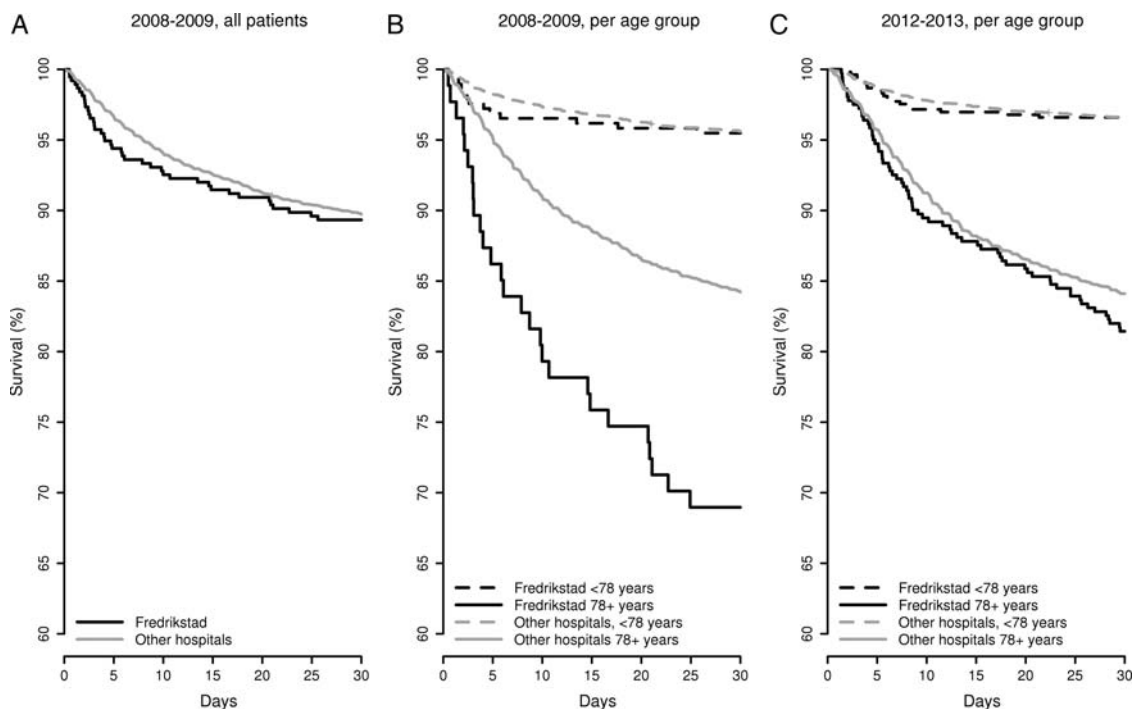 A
2008-2009, all patients
Survival (%)
100
95
90
85
80
75
70
65
60
Fredrikstad
Other hospitals
0 5 10 15 20 25 30
Days
B
2008-2009, per age group
Survival (%)
100
95
90
85
80
75
70
65
60
Fredrikstad <78 years
Fredrikstad 78+ years
Other hospitals, <78 years
Other hospitals 78+ years
0 5 10 15 20 25 30
Days
C
2012-2013, per age group
Survival (%)
100
95
90
85
80
75
70
65
60
Fredrikstad <78 years
Fredrikstad 78+ years
Other hospitals, <78 years
Other hospitals 78+ years
0 5 10 15 20 25 30
Days